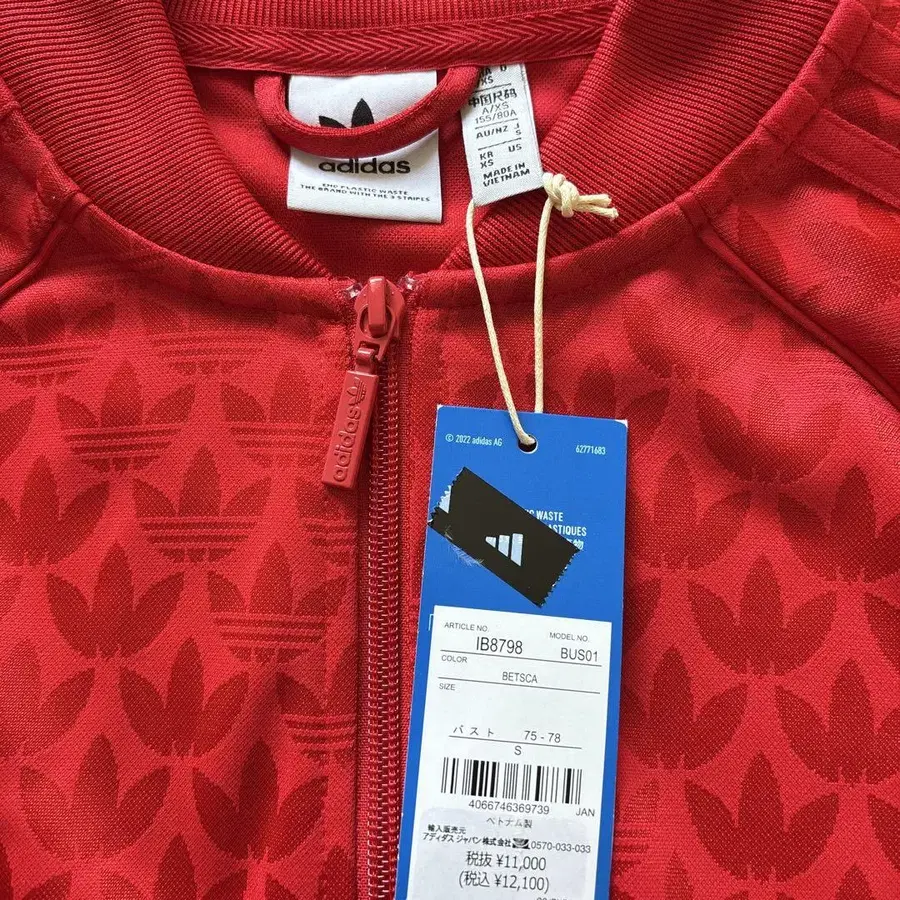 adidas
END PLASTIC WASTE
THE BRAND WITH THE 3 STRIPES
XS
中国尺码
A/XS
155/80A
AU/NZ J
S
KR US
XS
MADE IN
VIETNAM
adidas
© 2022 adidas AG
62771683
WASTE
ARTICLE NO.
IB8798
MODEL NO.
BUS01
COLOR
BETSCA
SIZE
バスト 75 - 78
S
4066746369739 JAN
ベトナム製
輸入販売元
アディダス ジャパン株式会社 0570-033-033
税抜 ¥11,000
(税込 ¥12,100)